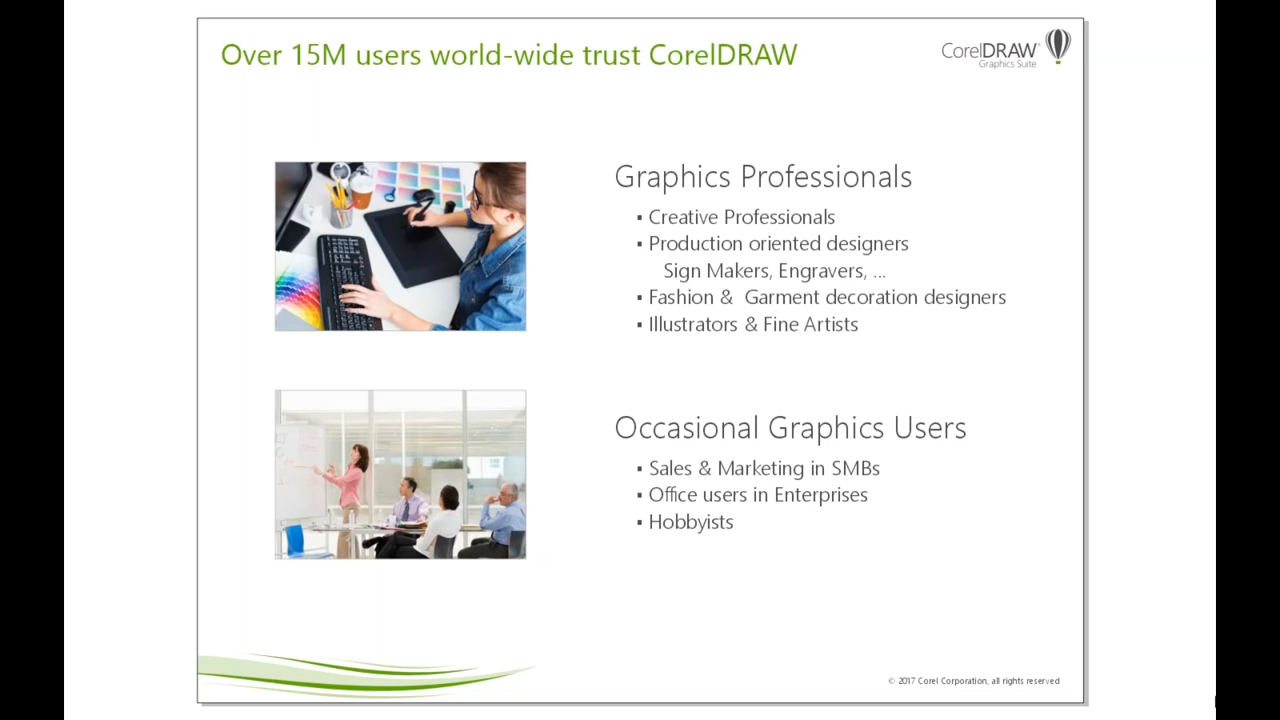 Over 15M users world-wide trust CorelDRAW
CorelDRAW
Graphics Suite
Graphics Professionals
▪ Creative Professionals
▪ Production oriented designers
Sign Makers, Engravers, ...
▪ Fashion & Garment decoration designers
▪ Illustrators & Fine Artists
Occasional Graphics Users
▪ Sales & Marketing in SMBs
▪ Office users in Enterprises
▪ Hobbyists
© 2017 Corel Corporation, all rights reserved